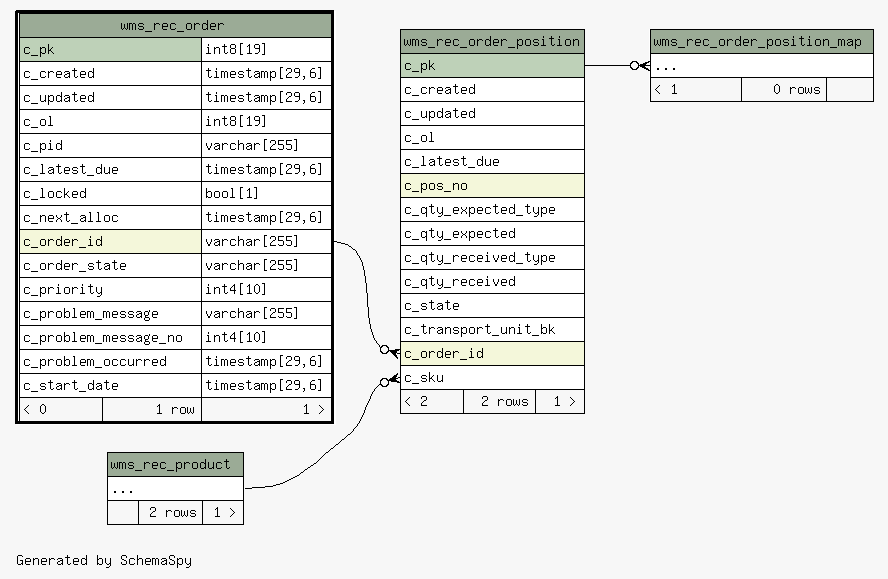 wms_rec_order
c_pk int8[19]
c_created timestamp[29,6]
c_updated timestamp[29,6]
c_ol int8[19]
c_pid varchar[255]
c_latest_due timestamp[29,6]
c_locked bool[1]
c_next_alloc timestamp[29,6]
c_order_id varchar[255]
c_order_state varchar[255]
c_priority int4[10]
c_problem_message varchar[255]
c_problem_message_no int4[10]
c_problem_occurred timestamp[29,6]
c_start_date timestamp[29,6]
< 0 1 row 1 >
wms_rec_order_position
c_pk
c_created
c_updated
c_ol
c_latest_due
c_pos_no
c_qty_expected_type
c_qty_expected
c_qty_received_type
c_qty_received
c_state
c_transport_unit_bk
c_order_id
c_sku
< 2 2 rows 1 >
wms_rec_order_position_map
...
< 1 0 rows
wms_rec_product
...
2 rows 1 >
Generated by SchemaSpy